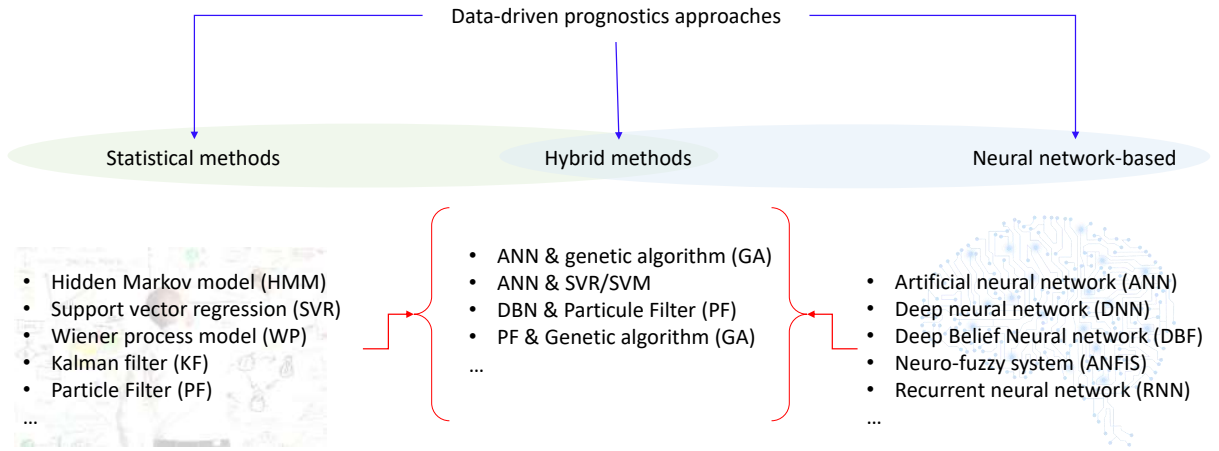 Data-driven prognostics approaches
Statistical methods
Hybrid methods
Neural network-based
• Hidden Markov model (HMM)
• Support vector regression (SVR)
• Wiener process model (WP)
• Kalman filter (KF)
• Particle Filter (PF)
...
• ANN & genetic algorithm (GA)
• ANN & SVR/SVM
• DBN & Particule Filter (PF)
• PF & Genetic algorithm (GA)
...
• Artificial neural network (ANN)
• Deep neural network (DNN)
• Deep Belief Neural network (DBF)
• Neuro-fuzzy system (ANFIS)
• Recurrent neural network (RNN)
...